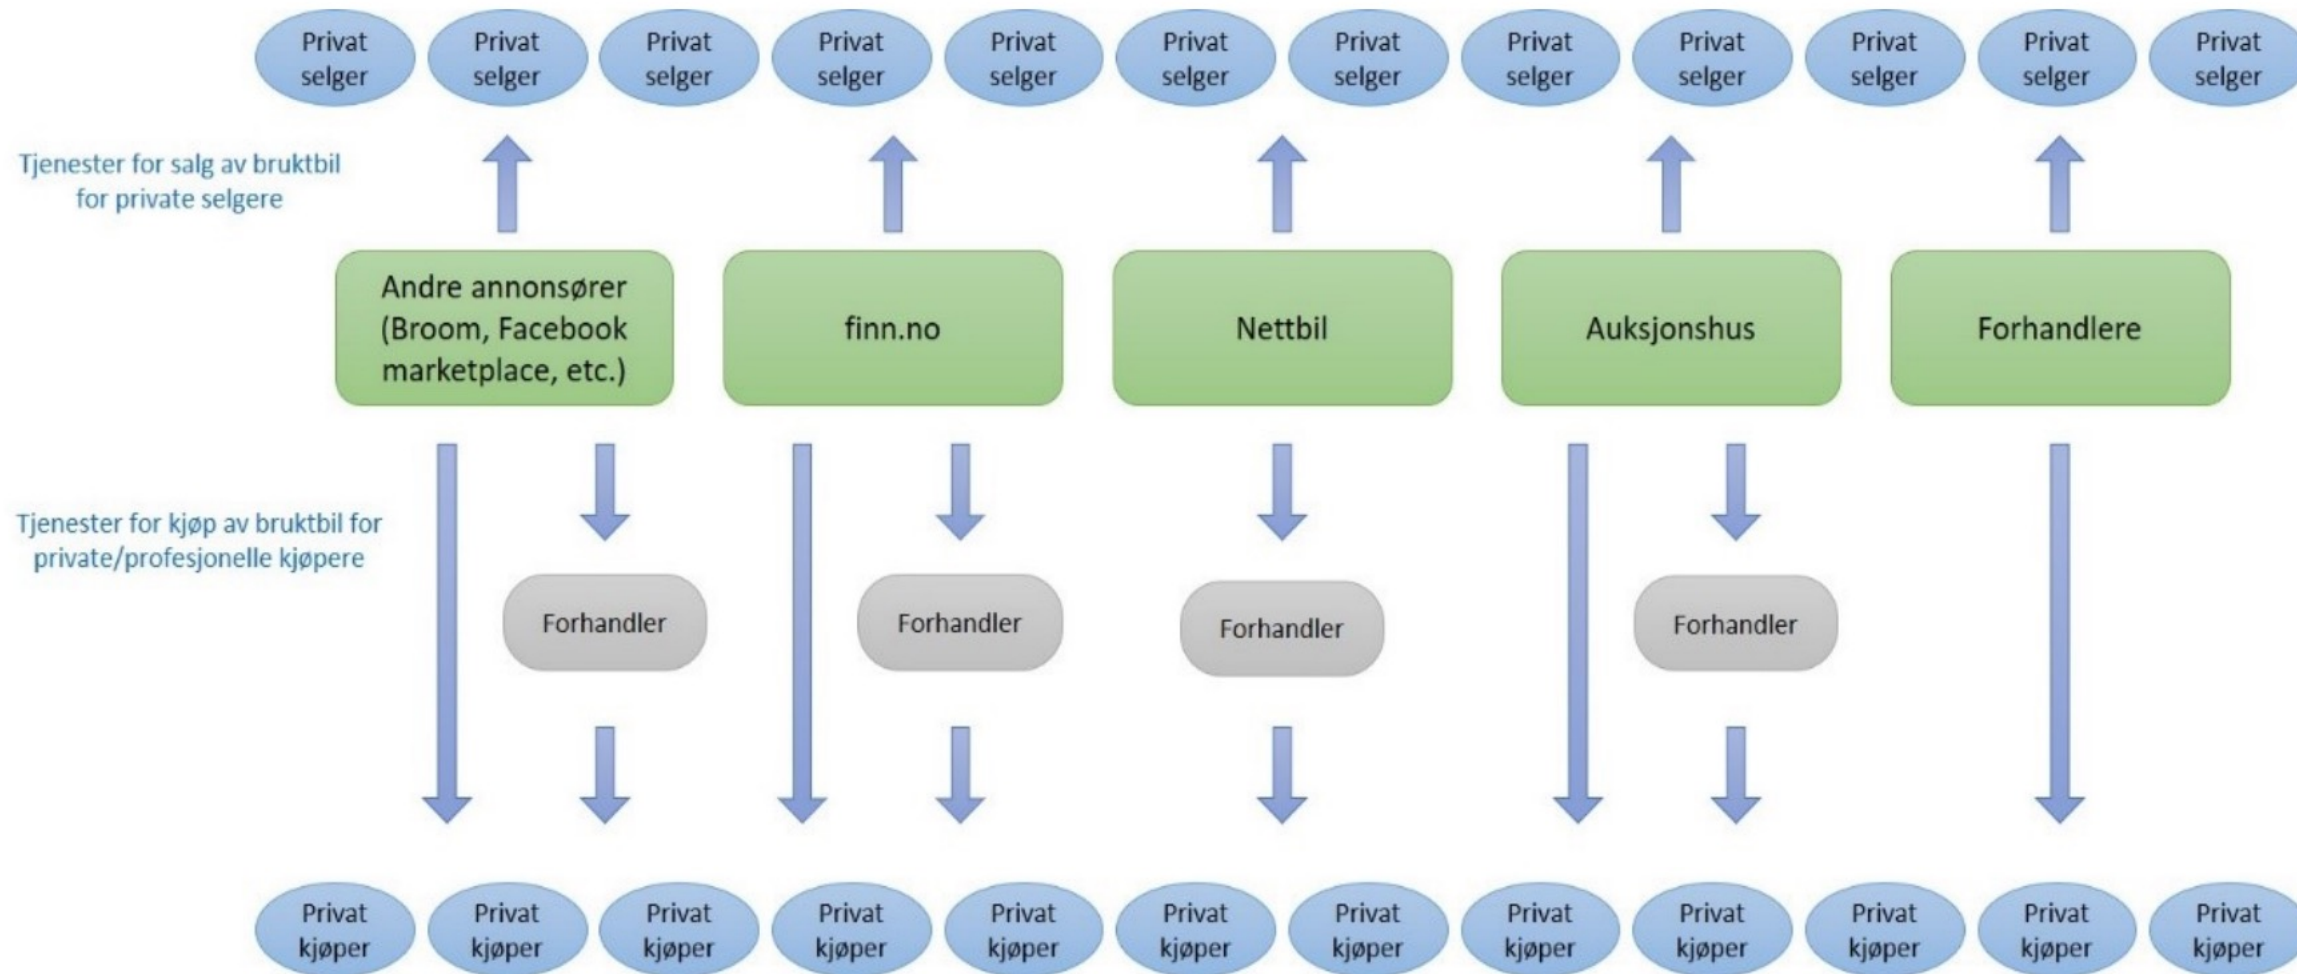 Privat
selger
Privat
selger
Privat
selger
Privat
selger
Privat
selger
Privat
selger
Privat
selger
Privat
selger
Privat
selger
Privat
selger
Privat
selger
Privat
selger
Tjenester for salg av bruktbil
for private selgere
Andre annonsører
(Broom, Facebook
marketplace, etc.)
finn.no
Nettbil
Auksjonshus
Forhandlere
Tjenester for kjøp av bruktbil for
private/profesjonelle kjøpere
Forhandler
Forhandler
Forhandler
Forhandler
Privat
kjøper
Privat
kjøper
Privat
kjøper
Privat
kjøper
Privat
kjøper
Privat
kjøper
Privat
kjøper
Privat
kjøper
Privat
kjøper
Privat
kjøper
Privat
kjøper
Privat
kjøper